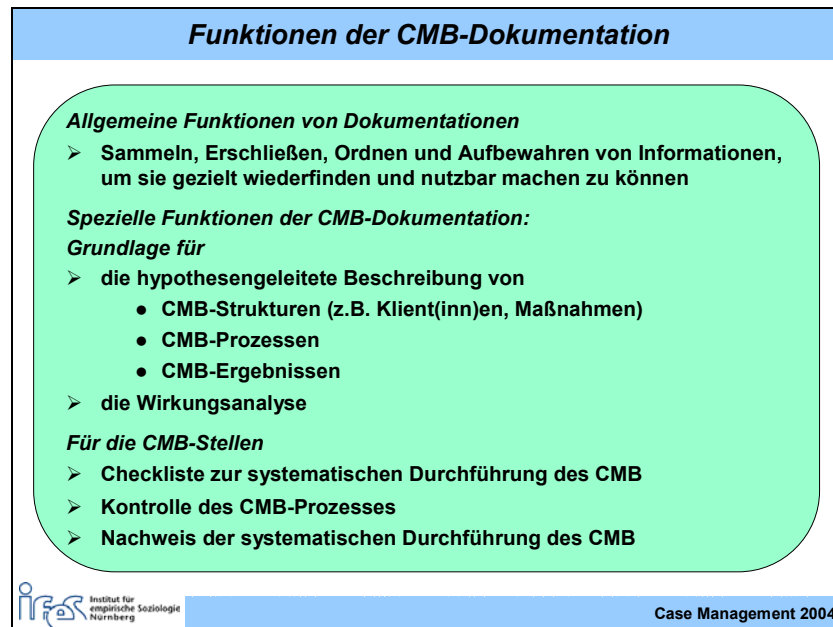 Funktionen der CMB-Dokumentation
Allgemeine Funktionen von Dokumentationen
➢ Sammeln, Erschließen, Ordnen und Aufbewahren von Informationen,
um sie gezielt wiederfinden und nutzbar machen zu können
Spezielle Funktionen der CMB-Dokumentation:
Grundlage für
➢ die hypothesengeleitete Beschreibung von
● CMB-Strukturen (z.B. Klient(inn)en, Maßnahmen)
● CMB-Prozessen
● CMB-Ergebnissen
➢ die Wirkungsanalyse
Für die CMB-Stellen
➢ Checkliste zur systematischen Durchführung des CMB
➢ Kontrolle des CMB-Prozesses
➢ Nachweis der systematischen Durchführung des CMB
ifes
Institut für
empirische Soziologie
Nürnberg
Case Management 2004